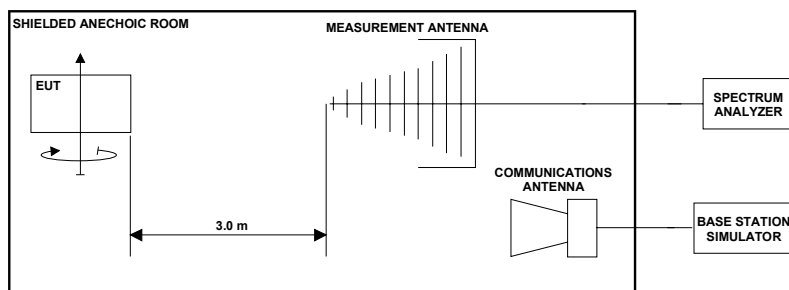 SHIELDED ANECHOIC ROOM
MEASUREMENT ANTENNA
EUT
SPECTRUM
ANALYZER
COMMUNICATIONS
ANTENNA
3.0 m
BASE STATION
SIMULATOR